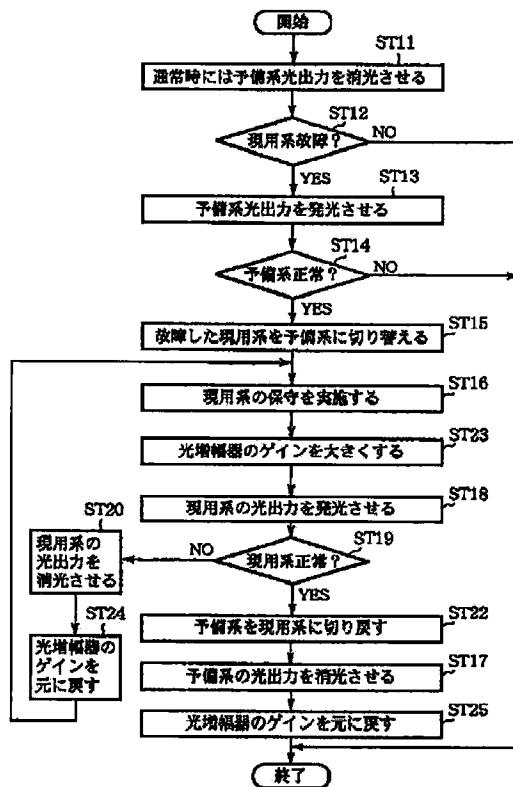 開始
ST11
通常時には予備系光出力を消光させる
ST12
現用系故障？
NO
YES
ST13
予備系光出力を発光させる
ST14
予備系正常？
NO
YES
ST15
故障した現用系を予備系に切り替える
ST16
現用系の保守を実施する
ST23
光増幅器のゲインを大きくする
ST18
現用系の光出力を発光させる
ST19
現用系正常？
NO
YES
ST20
現用系の
光出力を
消光させる
ST24
光増幅器の
ゲインを
元に戻す
ST22
予備系を現用系に切り戻す
ST17
予備系の光出力を消光させる
ST25
光増幅器のゲインを元に戻す
終了